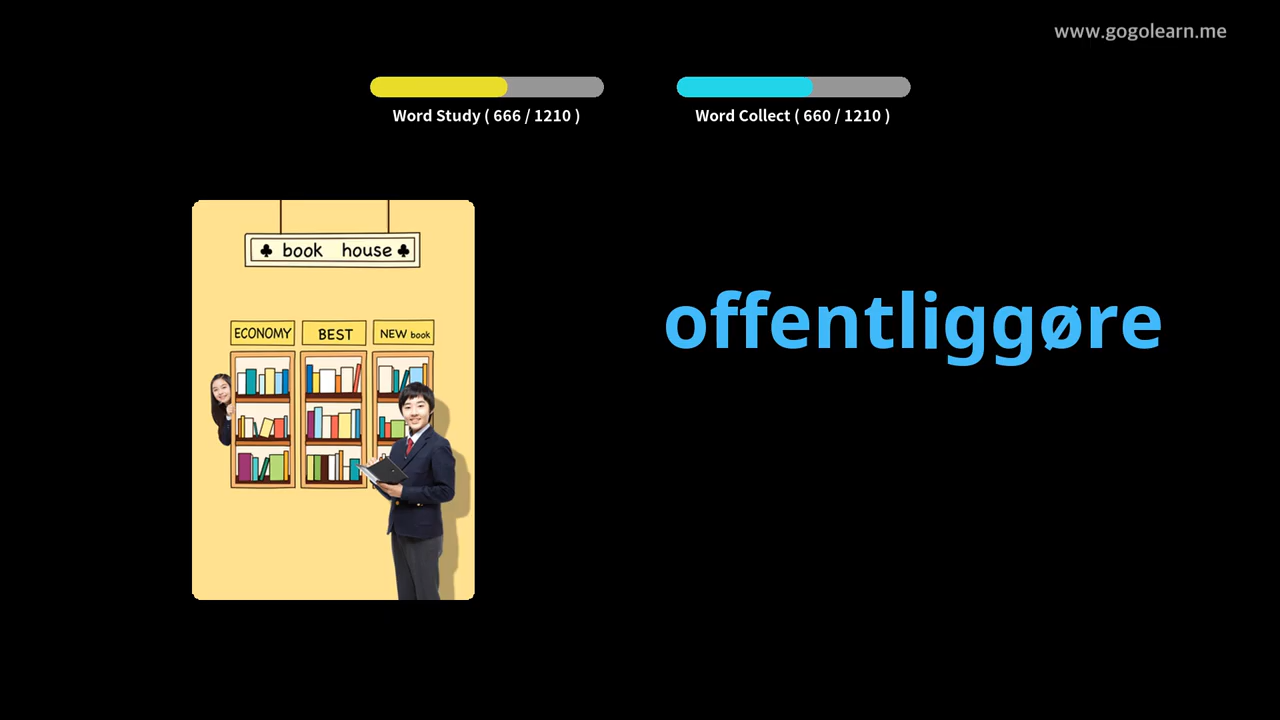 www.gogolearn.me
Word Study ( 666 / 1210 )
Word Collect ( 660 / 1210 )
♣ book house ♣
ECONOMY
BEST
NEW book
offentliggøre